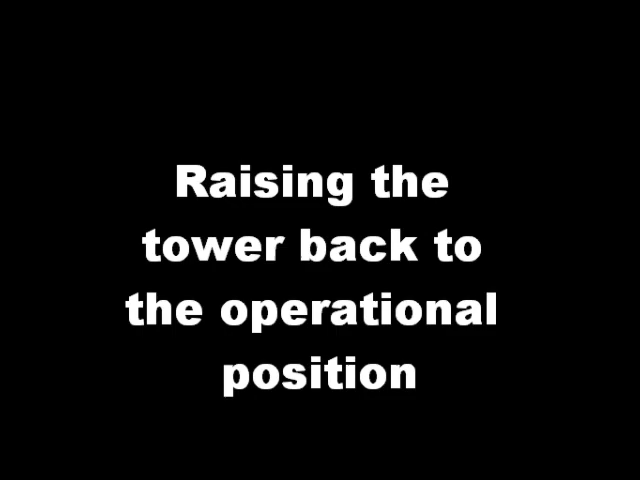 Raising the
tower back to
the operational
position